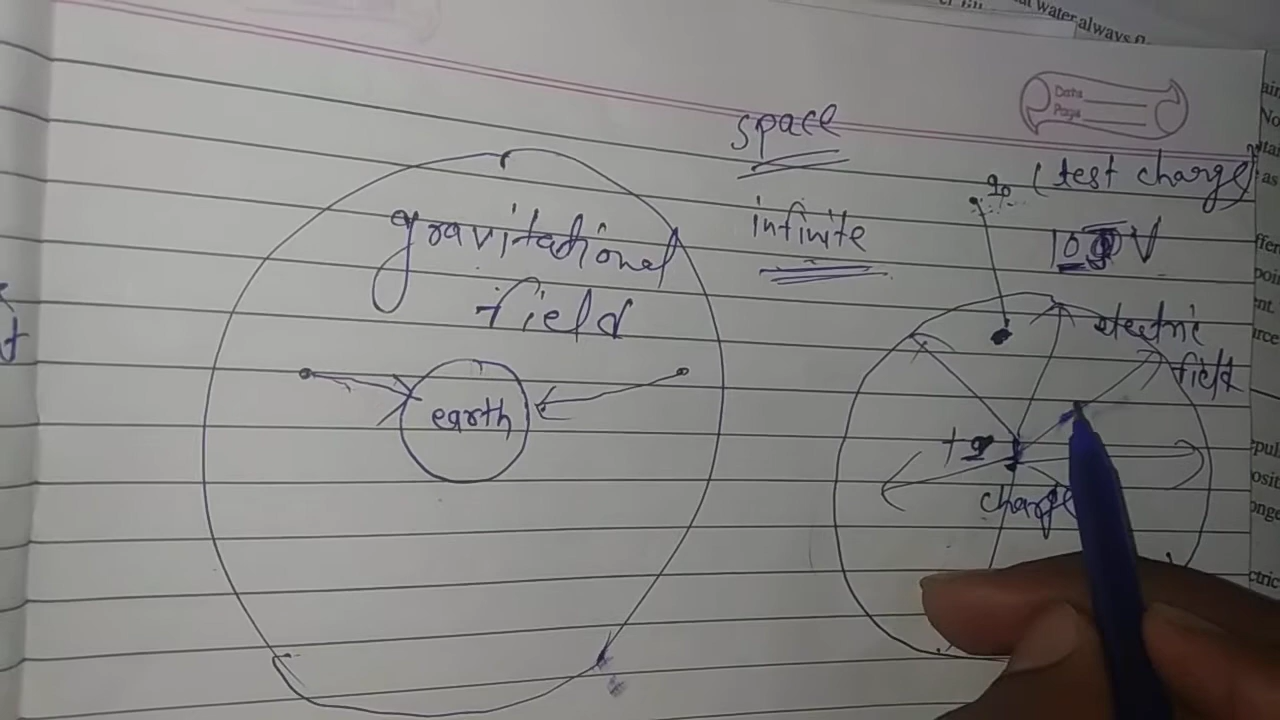 water always
Date
Page
space
q₀ (test charge)
gravitational
infinite
field
electric
field
earth
+q
charge